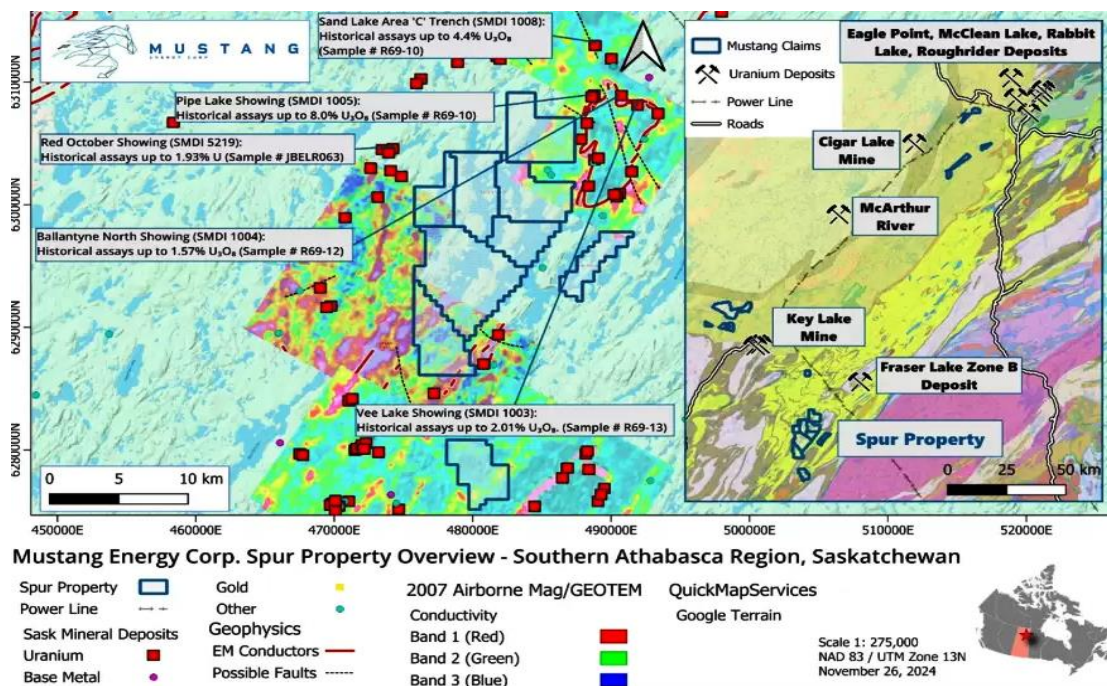 MUSTANG
ENERGY CORP.
Sand Lake Area 'C' Trench (SMDI 1008):
Historical assays up to 4.4% U₃O₈
(Sample # R69-10)
Pipe Lake Showing (SMDI 1005):
Historical assays up to 8.0% U₃O₈ (Sample # R69-10)
Red October Showing (SMDI 5219):
Historical assays up to 1.93% U (Sample # JBELR063)
Ballantyne North Showing (SMDI 1004):
Historical assays up to 1.57% U₃O₈ (Sample # R69-12)
Vee Lake Showing (SMDI 1003):
Historical assays up to 2.01% U₃O₈. (Sample # R69-13)
6310000N
6300000N
6290000N
6280000N
0 5 10 km
450000E 460000E 470000E 480000E 490000E 500000E 510000E 520000E
Mustang Claims
Uranium Deposits
Power Line
Roads
Eagle Point, McClean Lake, Rabbit
Lake, Roughrider Deposits
Cigar Lake
Mine
McArthur
River
Key Lake
Mine
Fraser Lake Zone B
Deposit
Spur Property
0 25 50 km
Mustang Energy Corp. Spur Property Overview - Southern Athabasca Region, Saskatchewan
Spur Property
Power Line
Sask Mineral Deposits
Uranium
Base Metal
Gold
Other
Geophysics
EM Conductors
Possible Faults
2007 Airborne Mag/GEOTEM
Conductivity
Band 1 (Red)
Band 2 (Green)
Band 3 (Blue)
QuickMapServices
Google Terrain
Scale 1: 275,000
NAD 83 / UTM Zone 13N
November 26, 2024